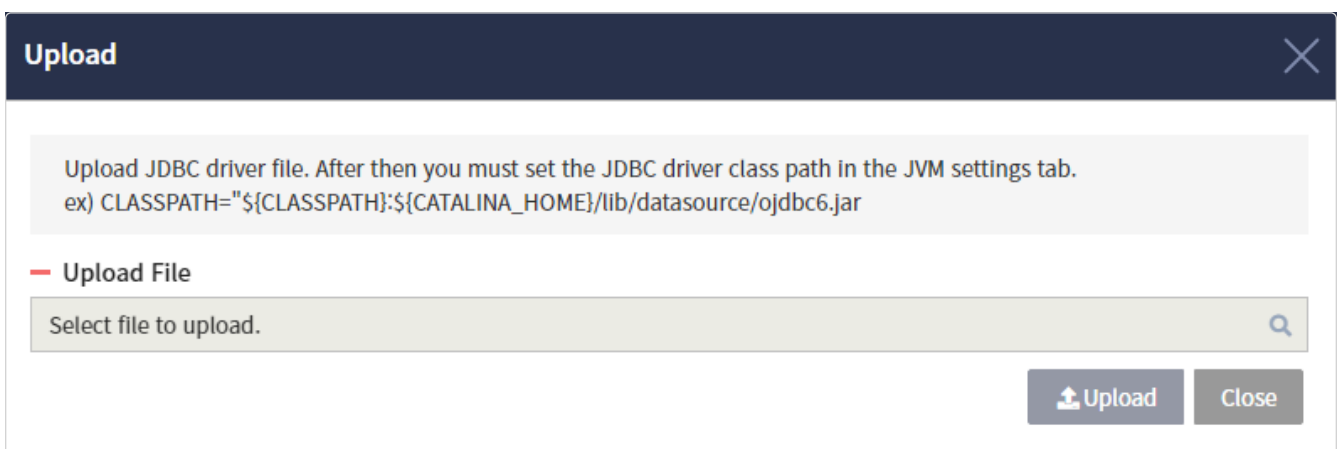 Upload
Upload JDBC driver file. After then you must set the JDBC driver class path in the JVM settings tab.
ex) CLASSPATH="${CLASSPATH}:${CATALINA_HOME}/lib/datasource/ojdbc6.jar
Upload File
Select file to upload.
Upload Close